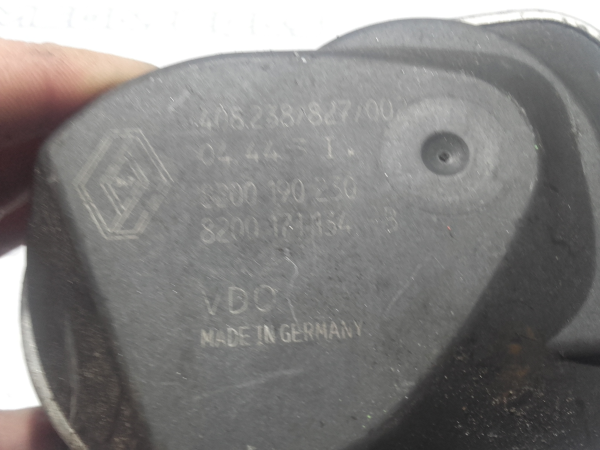 408.238/827/00
04.44
8200 190 230
8200 171 134 B
VDO
MADE IN GERMANY